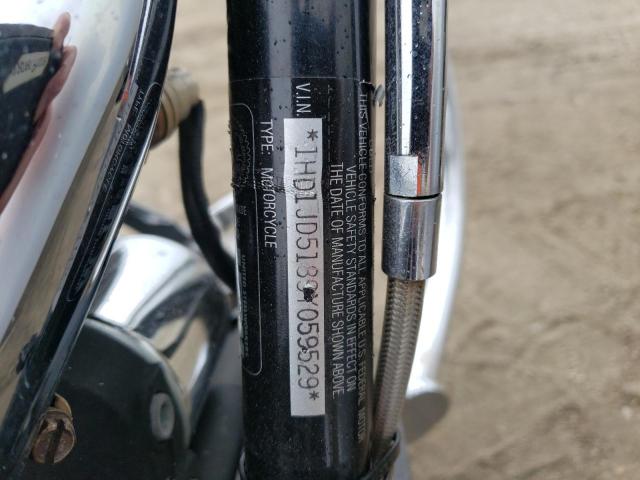 THIS VEHICLE CONFORMS TO ALL APPLICABLE U.S. FEDERAL MOTOR
VEHICLE SAFETY STANDARDS IN EFFECT ON
THE DATE OF MANUFACTURE SHOWN ABOVE
V.I.N. *1HD1JD5189Y059529*
TYPE MOTORCYCLE